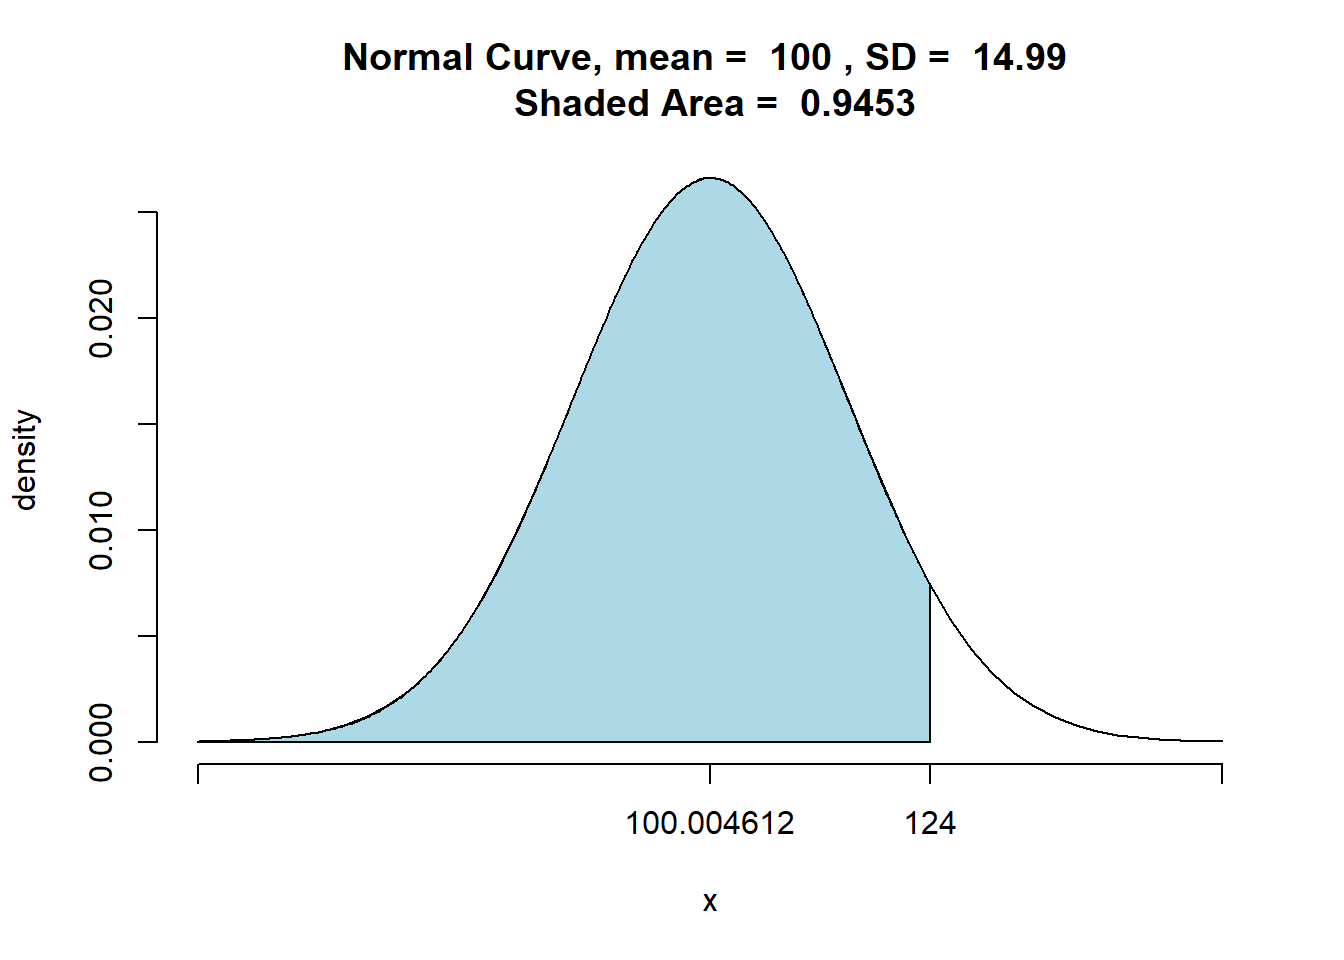 Normal Curve, mean =  100 , SD =  14.99
Shaded Area =  0.9453
density
0.020
0.010
0.000
100.004612
124
x